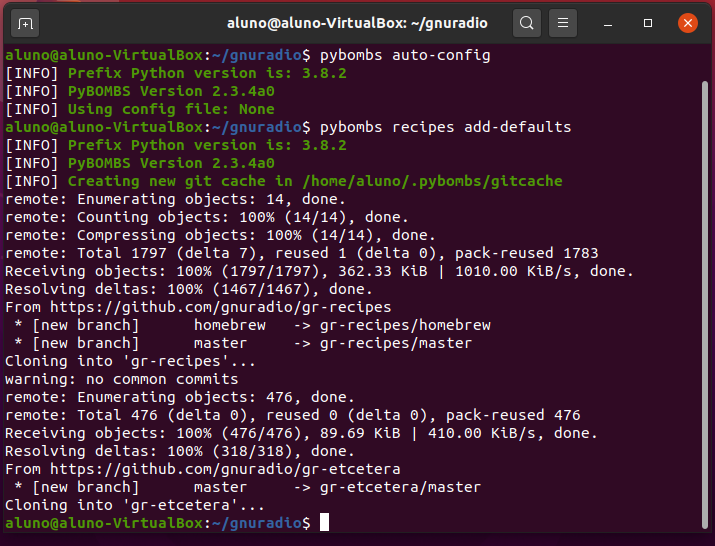 aluno@aluno-VirtualBox: ~/gnuradio
aluno@aluno-VirtualBox:~/gnuradio$ pybombs auto-config
[INFO] Prefix Python version is: 3.8.2
[INFO] PyBOMBS Version 2.3.4a0
[INFO] Using config file: None
aluno@aluno-VirtualBox:~/gnuradio$ pybombs recipes add-defaults
[INFO] Prefix Python version is: 3.8.2
[INFO] PyBOMBS Version 2.3.4a0
[INFO] Creating new git cache in /home/aluno/.pybombs/gitcache
remote: Enumerating objects: 14, done.
remote: Counting objects: 100% (14/14), done.
remote: Compressing objects: 100% (14/14), done.
remote: Total 1797 (delta 7), reused 1 (delta 0), pack-reused 1783
Receiving objects: 100% (1797/1797), 362.33 KiB | 1010.00 KiB/s, done.
Resolving deltas: 100% (1467/1467), done.
From https://github.com/gnuradio/gr-recipes
 * [new branch]      homebrew   -> gr-recipes/homebrew
 * [new branch]      master     -> gr-recipes/master
Cloning into 'gr-recipes'...
warning: no common commits
remote: Enumerating objects: 476, done.
remote: Total 476 (delta 0), reused 0 (delta 0), pack-reused 476
Receiving objects: 100% (476/476), 89.69 KiB | 410.00 KiB/s, done.
Resolving deltas: 100% (318/318), done.
From https://github.com/gnuradio/gr-etcetera
 * [new branch]      master     -> gr-etcetera/master
Cloning into 'gr-etcetera'...
aluno@aluno-VirtualBox:~/gnuradio$